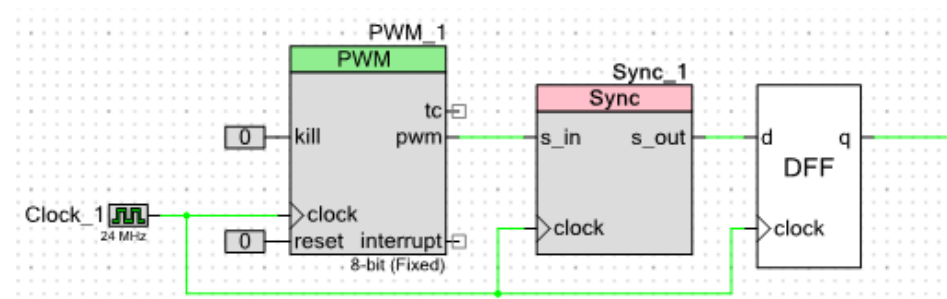 PWM_1
PWM
tc
0
kill
pwm
Clock_1
24 MHz
clock
0
reset
interrupt
8-bit (Fixed)
Sync_1
Sync
s_in
s_out
clock
d
q
DFF
clock